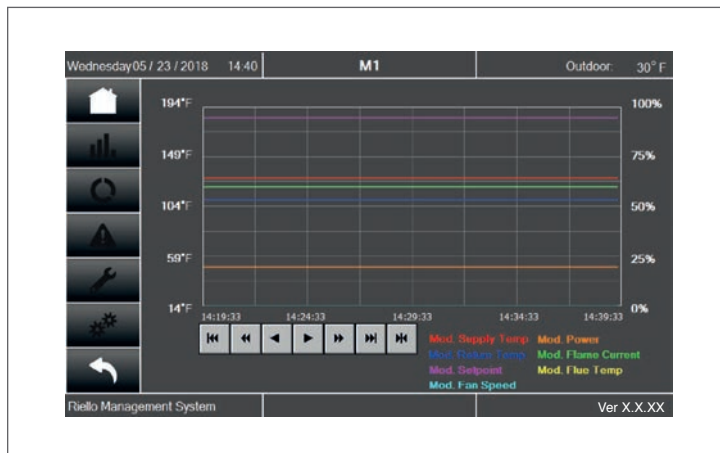 Wednesday 05 / 23 / 2018 14:40 M1 Outdoor: 30° F
194°F 100%
149°F 75%
104°F 50%
59°F 25%
14°F 0%
14:19:33 14:24:33 14:29:33 14:34:33 14:39:33
Mod. Supply Temp Mod. Power
Mod. Return Temp Mod. Flame Current
Mod. Setpoint Mod. Flue Temp
Mod. Fan Speed
Riello Management System Ver X.X.XX